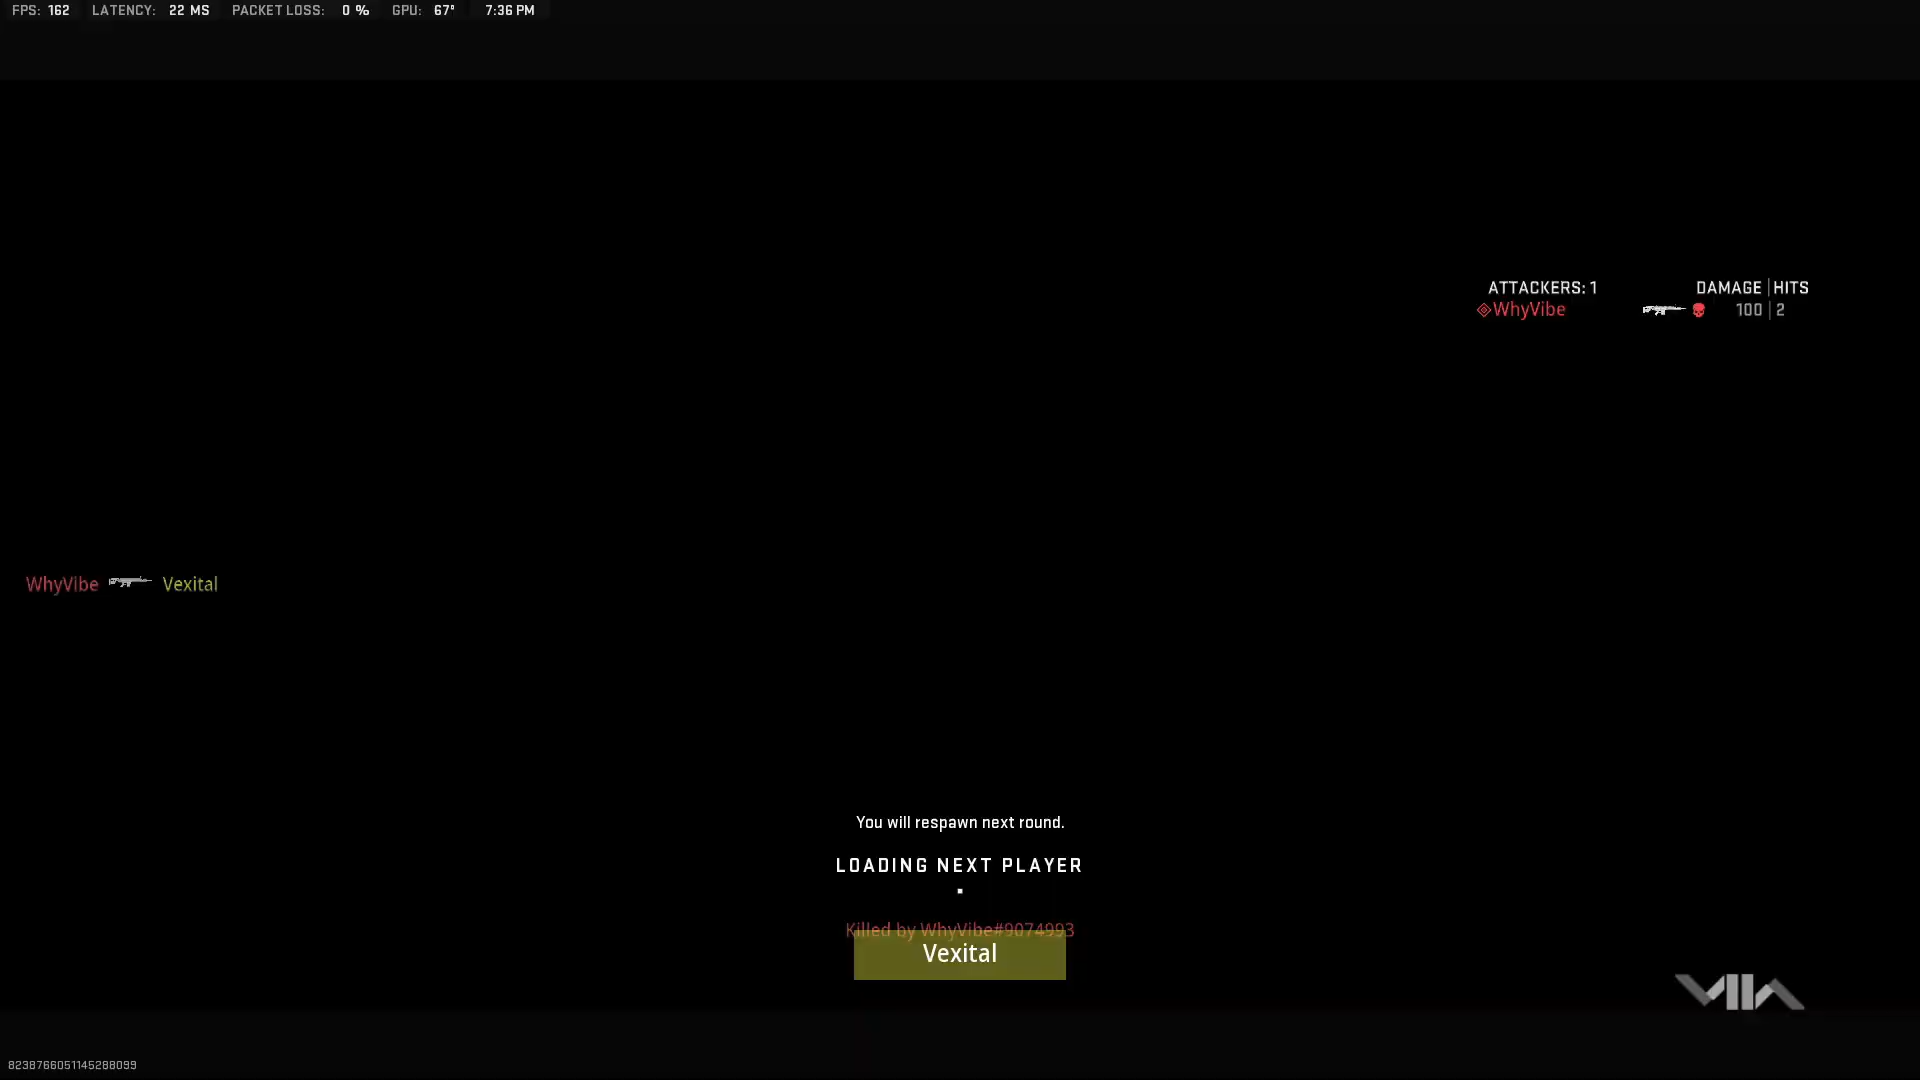 FPS: 162 LATENCY: 22 MS PACKET LOSS: 0 % GPU: 67° 7:36 PM
ATTACKERS: 1 DAMAGE | HITS
WhyVibe 100 | 2
WhyVibe Vexital
You will respawn next round.
LOADING NEXT PLAYER
Killed by WhyVibe#9074993
Vexital
8238766051145288099